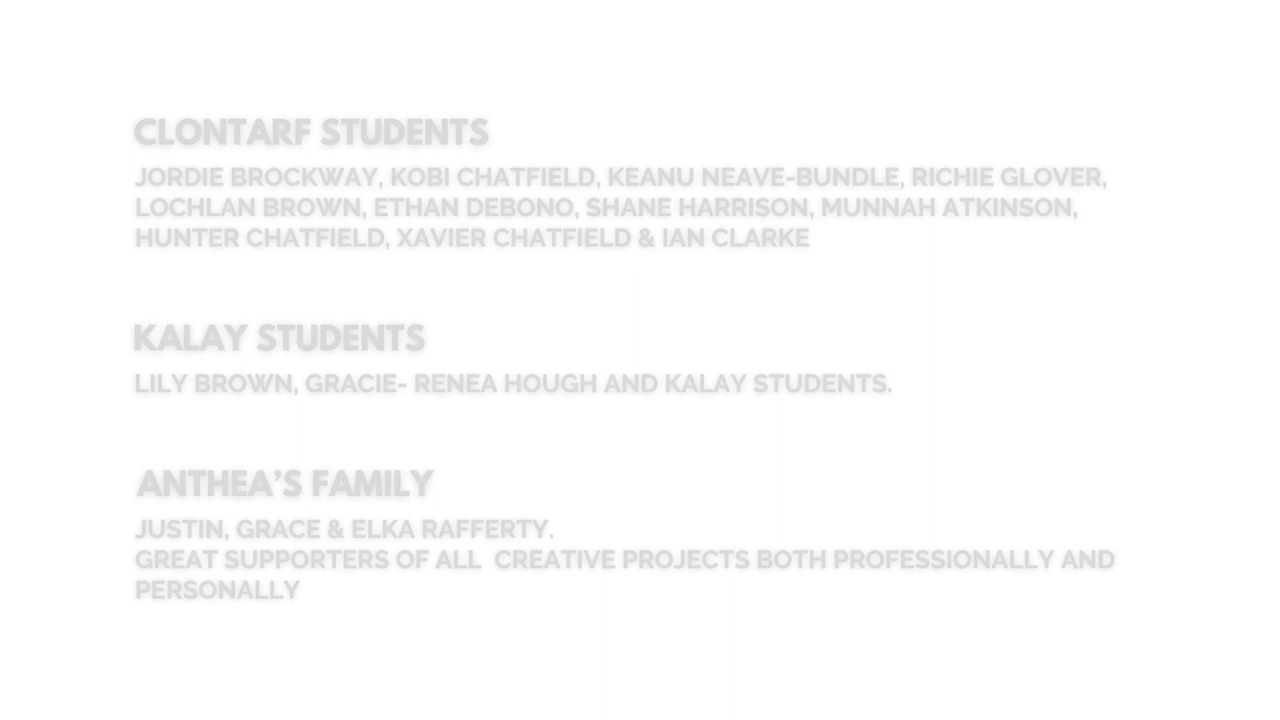 CLONTARF STUDENTS
JORDIE BROCKWAY, KOBI CHATFIELD, KEANU NEAVE-BUNDLE, RICHIE GLOVER,
LOCHLAN BROWN, ETHAN DEBONO, SHANE HARRISON, MUNNAH ATKINSON,
HUNTER CHATFIELD, XAVIER CHATFIELD & IAN CLARKE
KALAY STUDENTS
LILY BROWN, GRACIE- RENEA HOUGH AND KALAY STUDENTS.
ANTHEA’S FAMILY
JUSTIN, GRACE & ELKA RAFFERTY.
GREAT SUPPORTERS OF ALL  CREATIVE PROJECTS BOTH PROFESSIONALLY AND
PERSONALLY